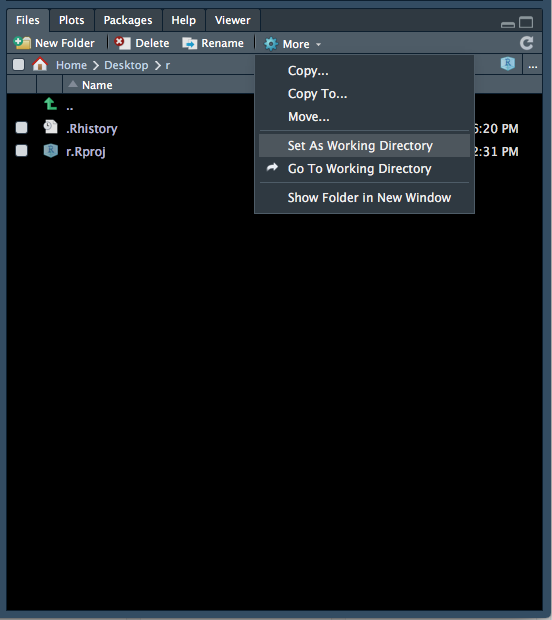 Files Plots Packages Help Viewer
New Folder Delete Rename More
Home Desktop r ...
Name
Copy...
Copy To...
Move...
Set As Working Directory
Go To Working Directory
Show Folder in New Window
..
.Rhistory :20 PM
r.Rproj 2:31 PM